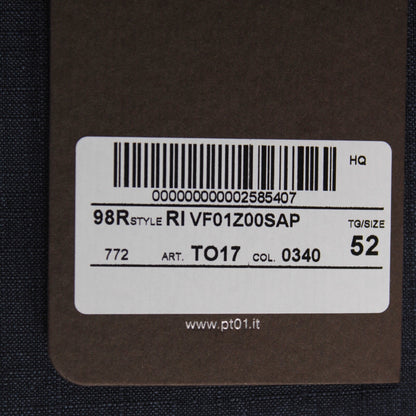 HQ
000000000002585407
98R STYLE RI VF01Z00SAP
TG/SIZE
772 ART. TO17 COL. 0340 52
www.pt01.it